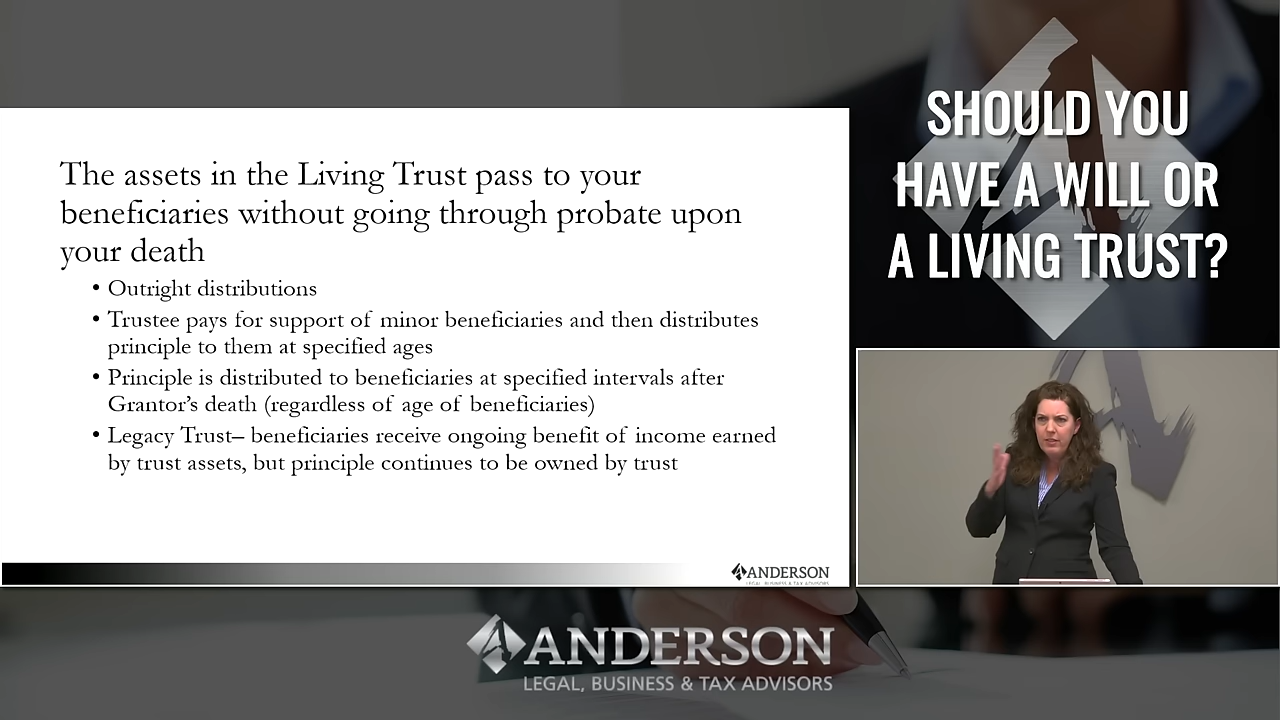 The assets in the Living Trust pass to your
beneficiaries without going through probate upon
your death
• Outright distributions
• Trustee pays for support of minor beneficiaries and then distributes
principle to them at specified ages
• Principle is distributed to beneficiaries at specified intervals after
Grantor's death (regardless of age of beneficiaries)
• Legacy Trust– beneficiaries receive ongoing benefit of income earned
by trust assets, but principle continues to be owned by trust
ANDERSON
LEGAL, BUSINESS & TAX ADVISORS
SHOULD YOU
HAVE A WILL OR
A LIVING TRUST?
ANDERSON
LEGAL, BUSINESS & TAX ADVISORS